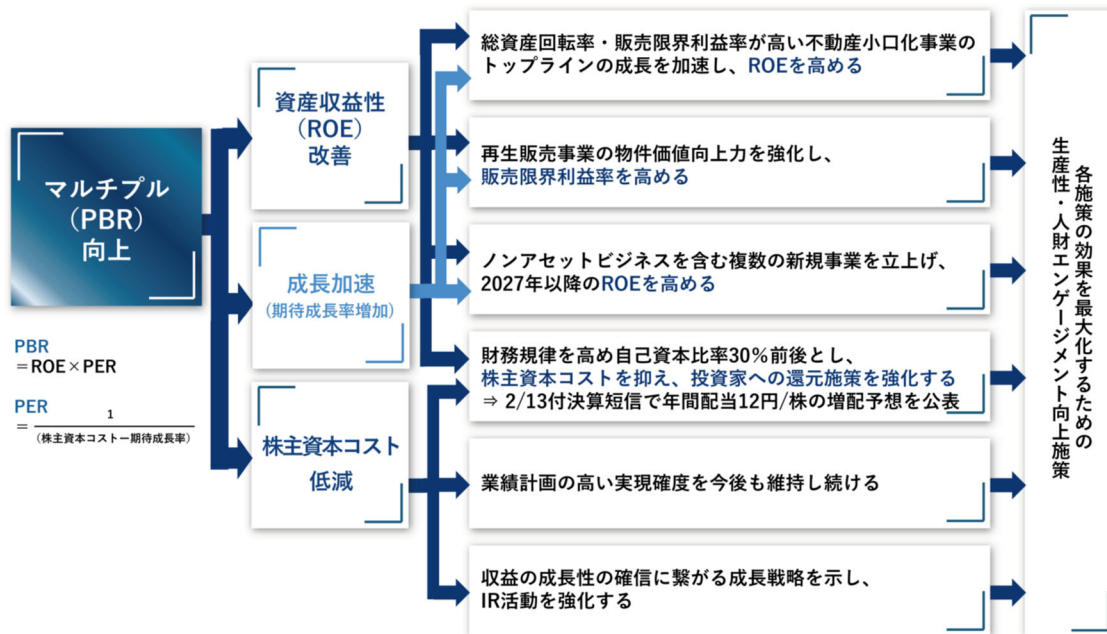 マルチプル
(PBR)
向上
PBR
=ROE×PER
PER
= 1
(株主資本コストー期待成長率)
資産収益性
(ROE)
改善
成長加速
(期待成長率増加)
株主資本コスト
低減
総資産回転率・販売限界利益率が高い不動産小口化事業の
トップラインの成長を加速し、ROEを高める
再生販売事業の物件価値向上力を強化し、
販売限界利益率を高める
ノンアセットビジネスを含む複数の新規事業を立上げ、
2027年以降のROEを高める
財務規律を高め自己資本比率30%前後とし、
株主資本コストを抑え、投資家への還元施策を強化する
⇒ 2/13付決算短信で年間配当12円/株の増配予想を公表
業績計画の高い実現確度を今後も維持し続ける
収益の成長性の確信に繋がる成長戦略を示し、
IR活動を強化する
各施策の効果を最大化するための
生産性・人財エンゲージメント向上施策